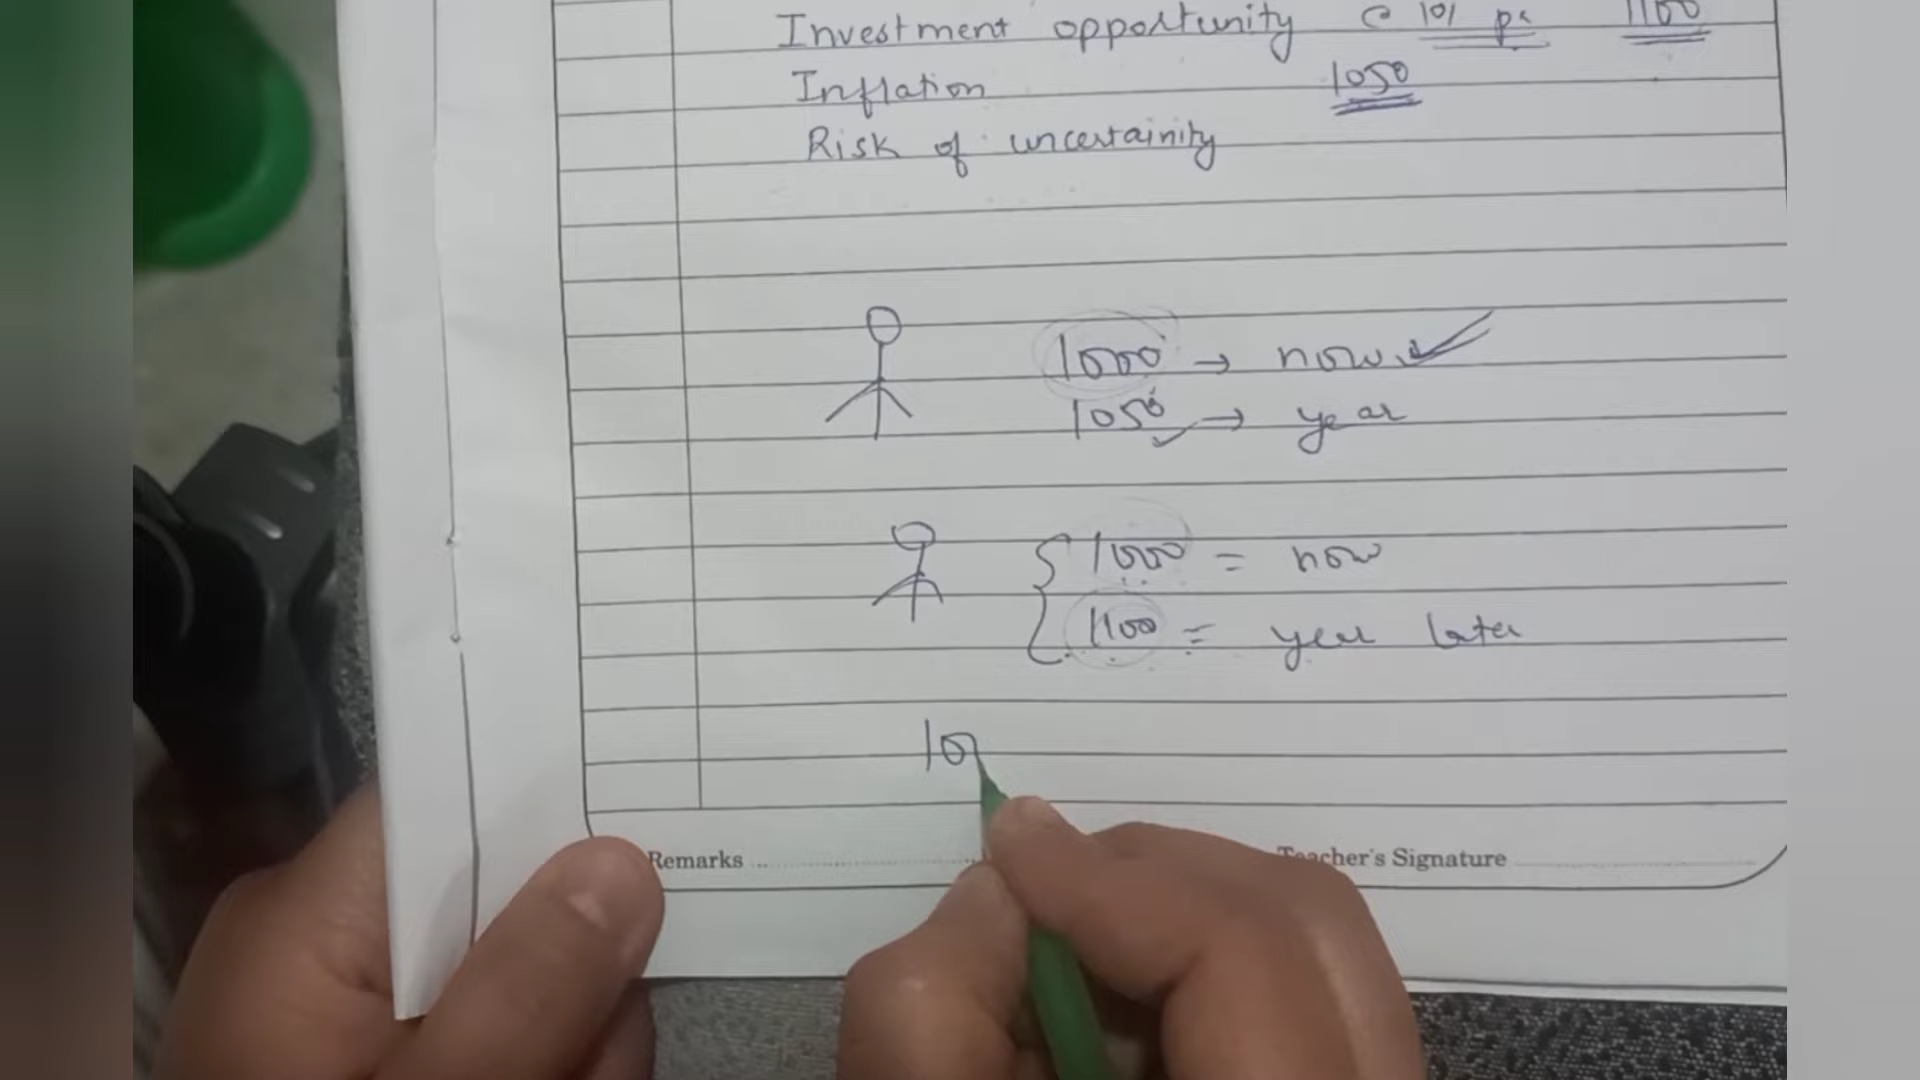 Investment opportunity @ 10% pa 1100
Inflation 1050
Risk of uncertainity
1000 → now ✓
1050 → year
1000 = now
1100 = year later
10
Remarks
Teacher's Signature